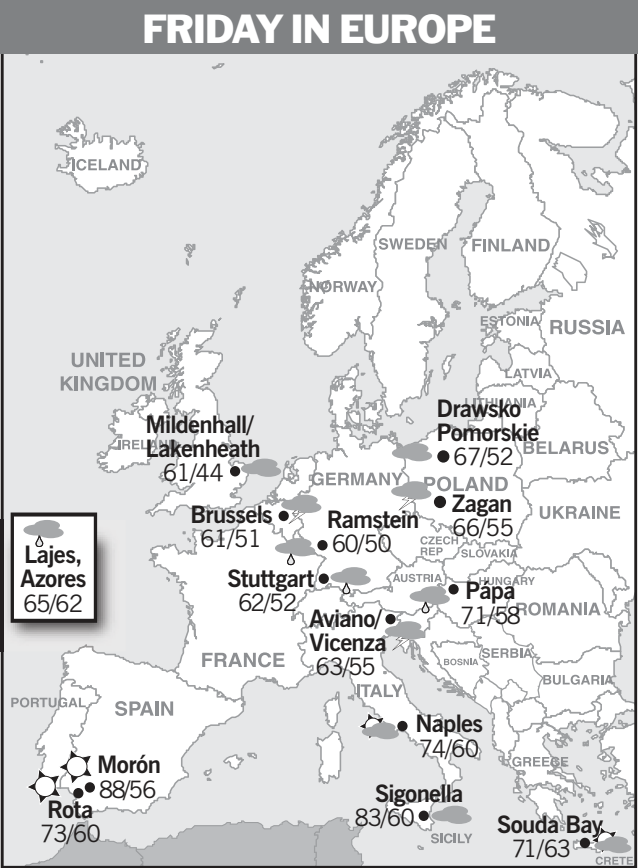 FRIDAY IN EUROPE
ICELAND
SWEDEN
FINLAND
NORWAY
ESTONIA
RUSSIA
UNITED
KINGDOM
LATVIA
LITHUANIA
Drawsko
Pomorskie
67/52
Mildenhall/
Lakenheath
61/44
IRELAND
BELARUS
GERMANY
POLAND
Zagan
66/55
UKRAINE
Brussels
61/51
Ramstein
60/50
Lajes,
Azores
65/62
CZECH
REP
SLOVAKIA
Stuttgart
62/52
AUSTRIA
HUNGARY
Papa
71/58
ROMANIA
Aviano/
Vicenza
63/55
FRANCE
BOSNIA
SERBIA
BULGARIA
ITALY
PORTUGAL
SPAIN
Naples
74/60
Morón
88/56
GREECE
Rota
73/60
Sigonella
83/60
SICILY
Souda Bay
71/63
CRETE